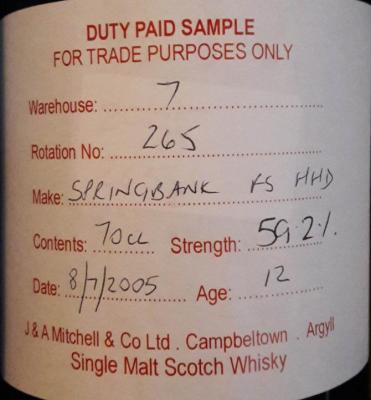 DUTY PAID SAMPLE
FOR TRADE PURPOSES ONLY
Warehouse: 7
Rotation No: 265
Make: SPRINGBANK FS HHD
Contents: 70cl Strength: 59.2%.
Date: 8/7/2005 Age: 12
J & A Mitchell & Co Ltd . Campbeltown . Argyll
Single Malt Scotch Whisky